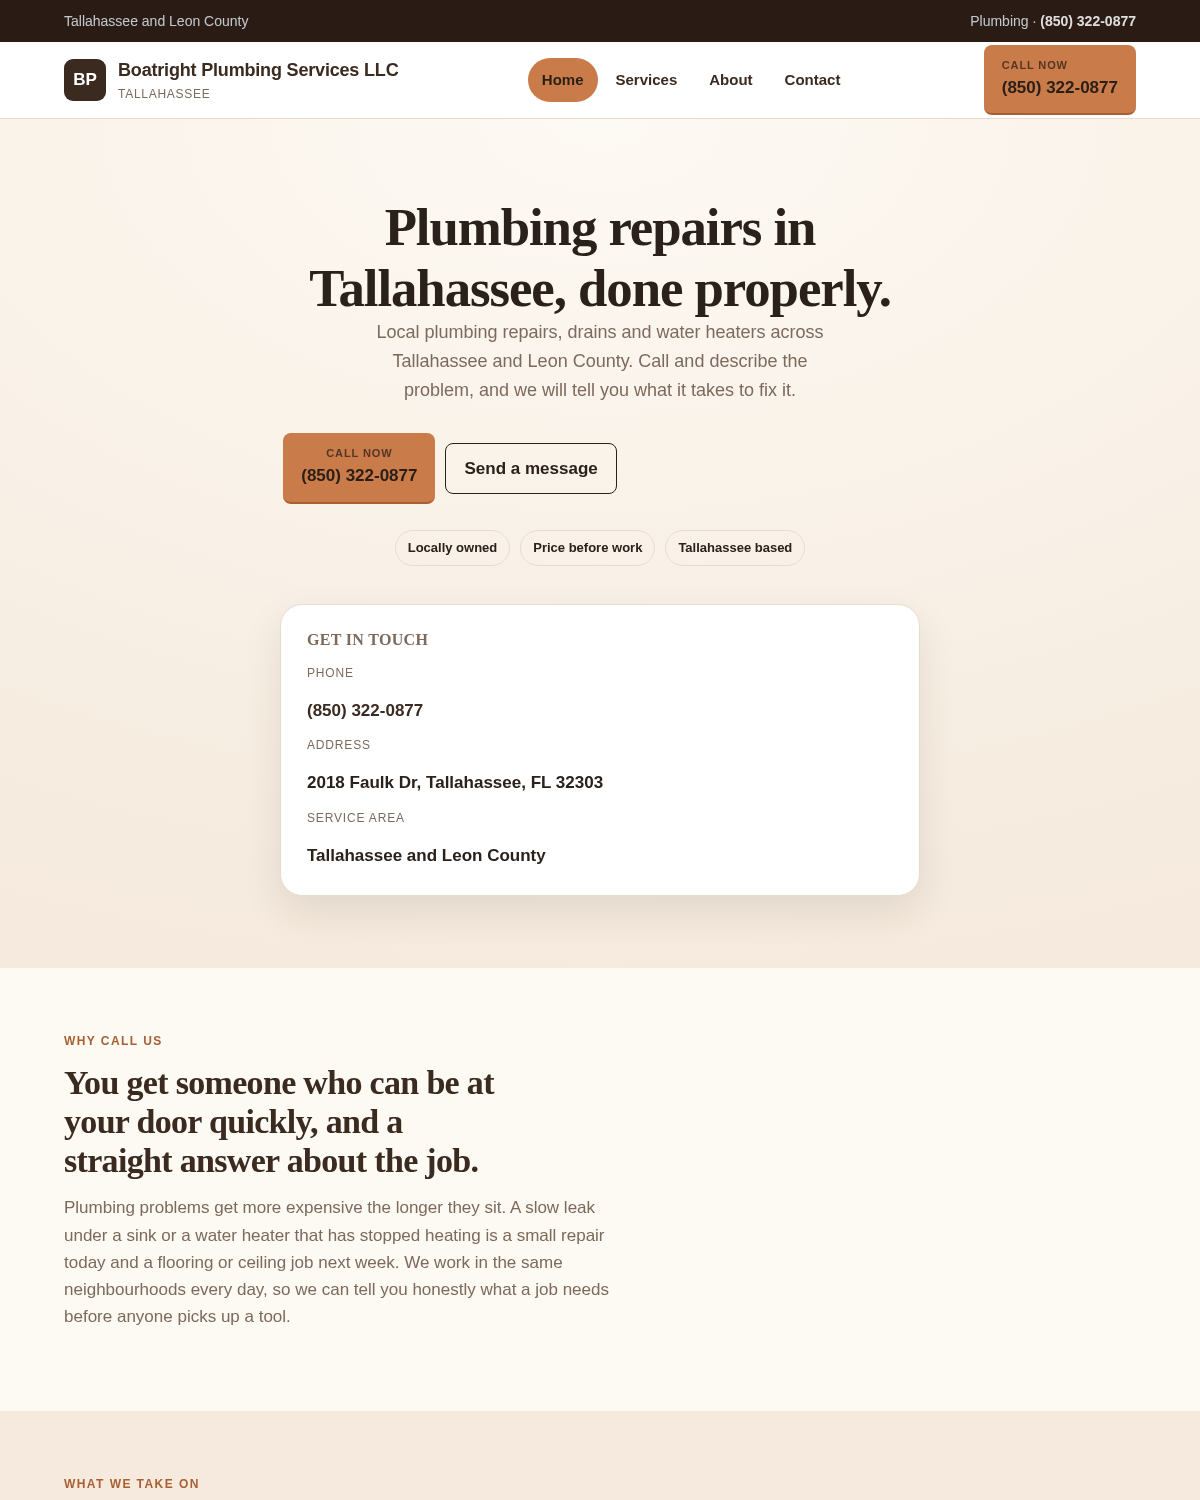 Tallahassee and Leon County
Plumbing · (850) 322-0877
BP
Boatright Plumbing Services LLC
TALLAHASSEE
Home
Services
About
Contact
CALL NOW
(850) 322-0877
Plumbing repairs in
Tallahassee, done properly.
Local plumbing repairs, drains and water heaters across
Tallahassee and Leon County. Call and describe the
problem, and we will tell you what it takes to fix it.
CALL NOW
(850) 322-0877
Send a message
Locally owned
Price before work
Tallahassee based
GET IN TOUCH
PHONE
(850) 322-0877
ADDRESS
2018 Faulk Dr, Tallahassee, FL 32303
SERVICE AREA
Tallahassee and Leon County
WHY CALL US
You get someone who can be at
your door quickly, and a
straight answer about the job.
Plumbing problems get more expensive the longer they sit. A slow leak
under a sink or a water heater that has stopped heating is a small repair
today and a flooring or ceiling job next week. We work in the same
neighbourhoods every day, so we can tell you honestly what a job needs
before anyone picks up a tool.
WHAT WE TAKE ON